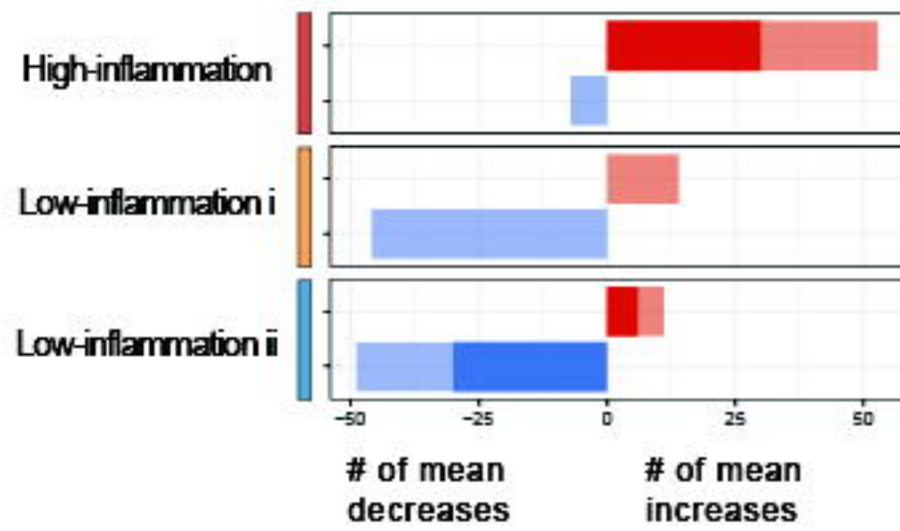 High-inflammation
Low-inflammation i
Low-inflammation ii
-50 -25 0 25 50
# of mean decreases
# of mean increases